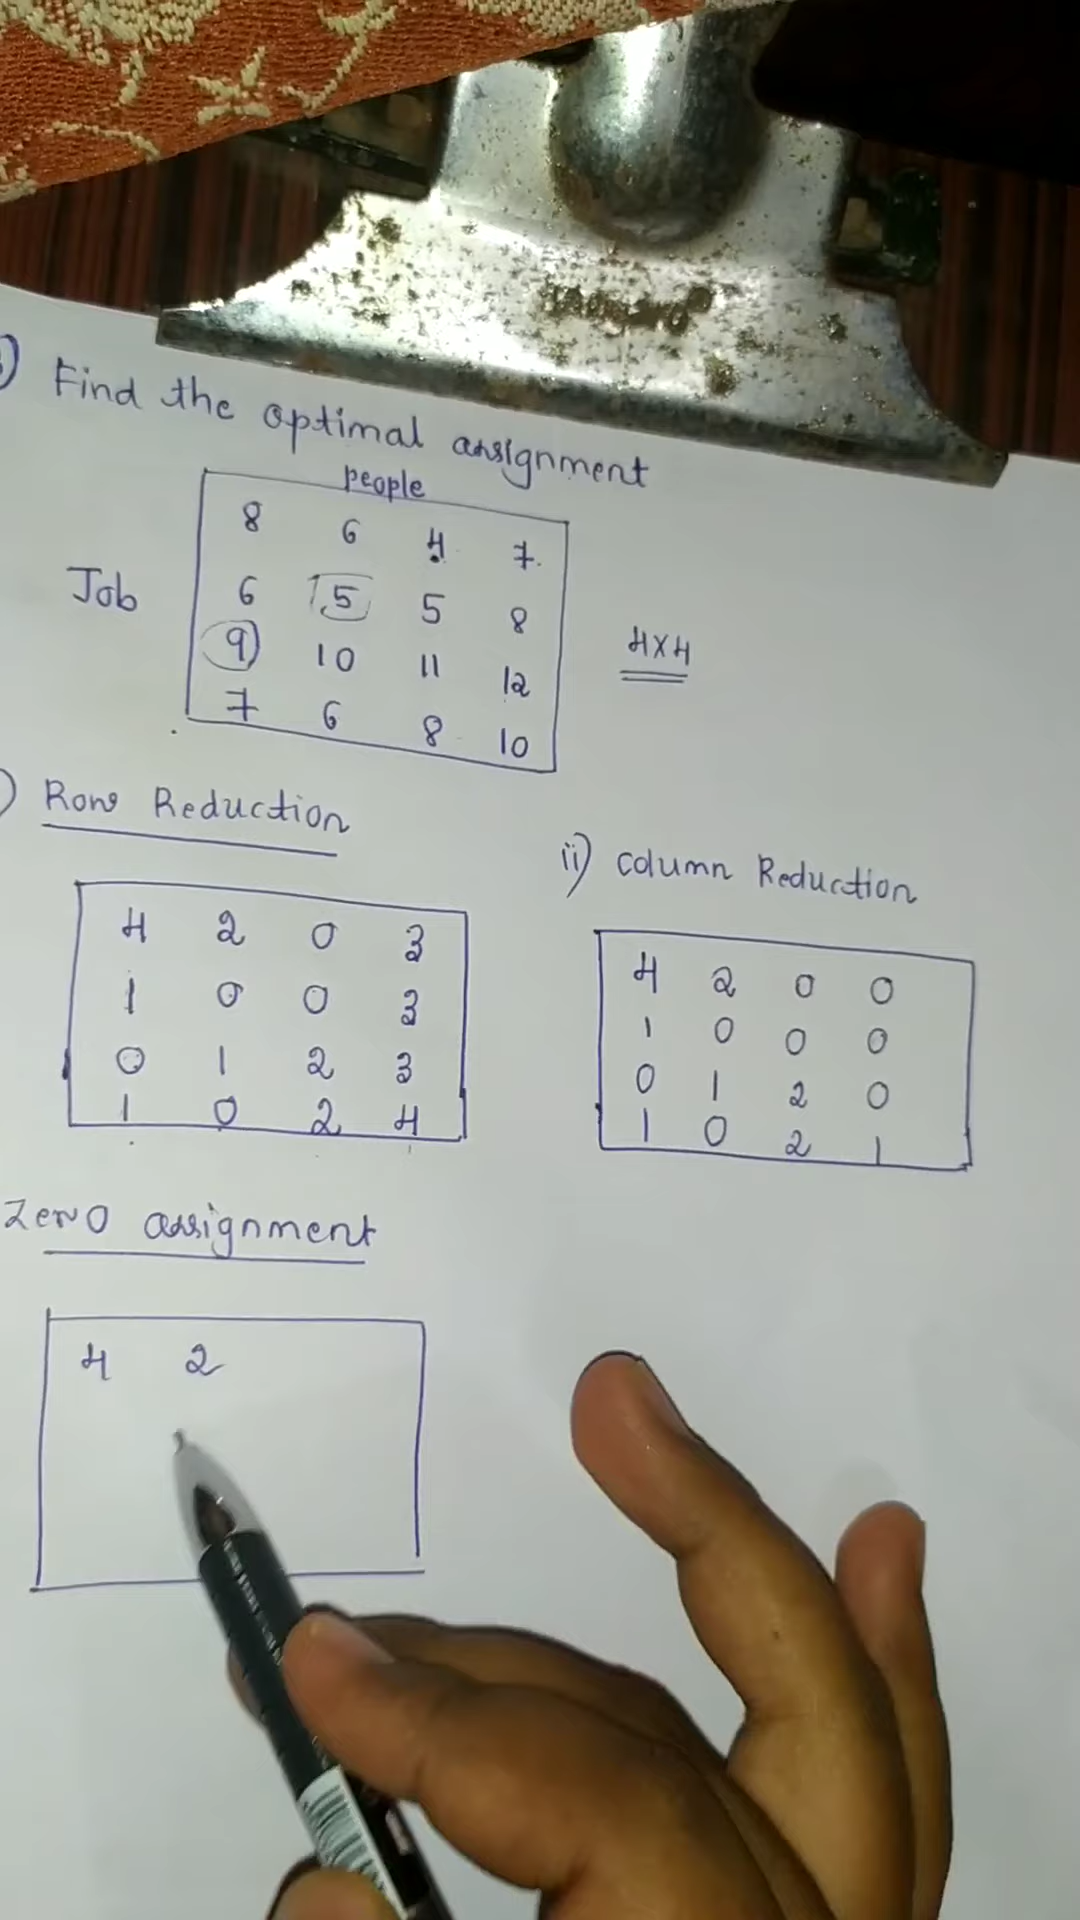 Find the optimal assignment
people
8 6 4 7
Job
6 5 5 8
9 10 11 12
4x4
7 6 8 10
) Row Reduction
ii) column Reduction
4 2 0 3
1 0 0 3
0 1 2 3
1 0 2 4
4 2 0 0
1 0 0 0
0 1 2 0
1 0 2 1
Zero assignment
4 2